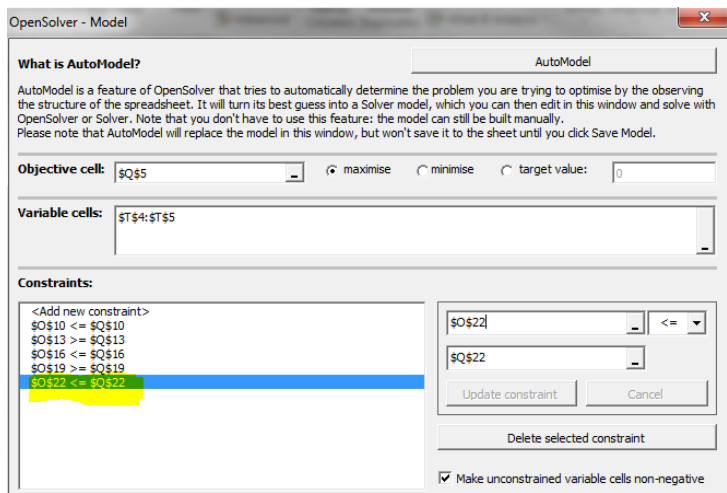 OpenSolver - Model
What is AutoModel?
AutoModel
AutoModel is a feature of OpenSolver that tries to automatically determine the problem you are trying to optimise by the observing
the structure of the spreadsheet. It will turn its best guess into a Solver model, which you can then edit in this window and solve with
OpenSolver or Solver. Note that you don't have to use this feature: the model can still be built manually.
Please note that AutoModel will replace the model in this window, but won't save it to the sheet until you click Save Model.
Objective cell:
$Q$5
maximise
minimise
target value:
0
Variable cells:
$T$4:$T$5
Constraints:
<Add new constraint>
$O$10 <= $Q$10
$O$13 >= $Q$13
$O$16 <= $Q$16
$O$19 >= $Q$19
$O$22 <= $Q$22
$O$22
<=
$Q$22
Update constraint
Cancel
Delete selected constraint
Make unconstrained variable cells non-negative